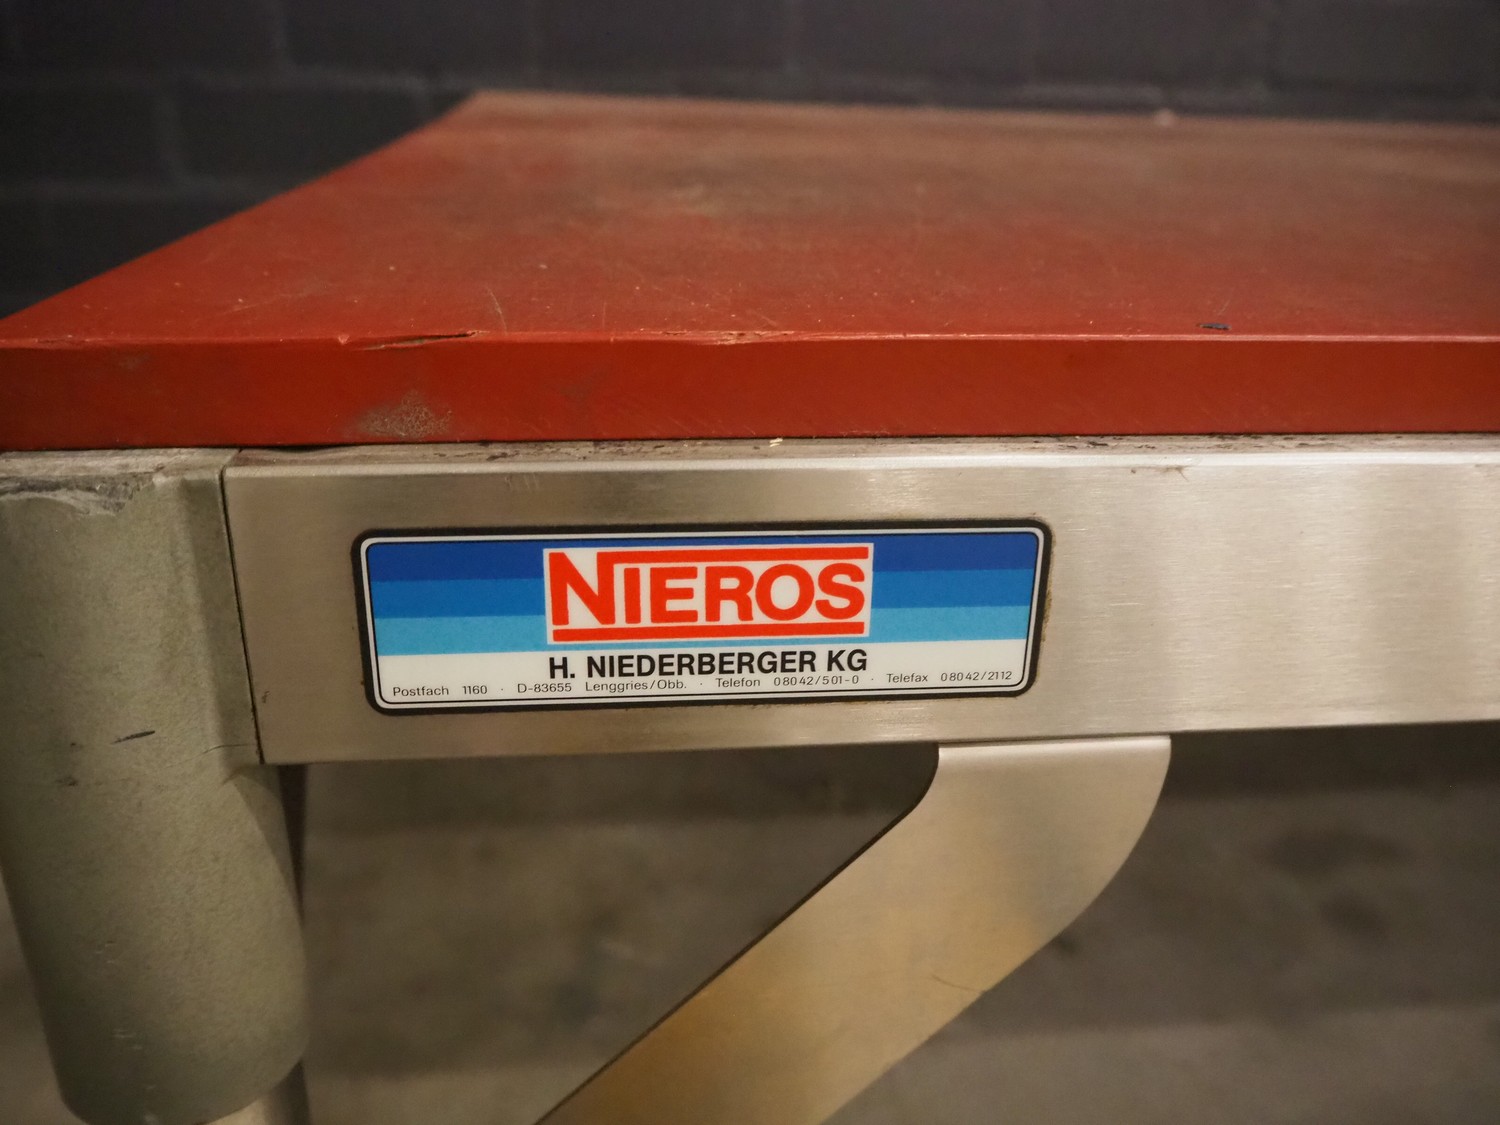 NIEROS
H. NIEDERBERGER KG
Postfach 1160 · D-83655 Lenggries/Obb. · Telefon 08042/501-0 · Telefax 08042/2112